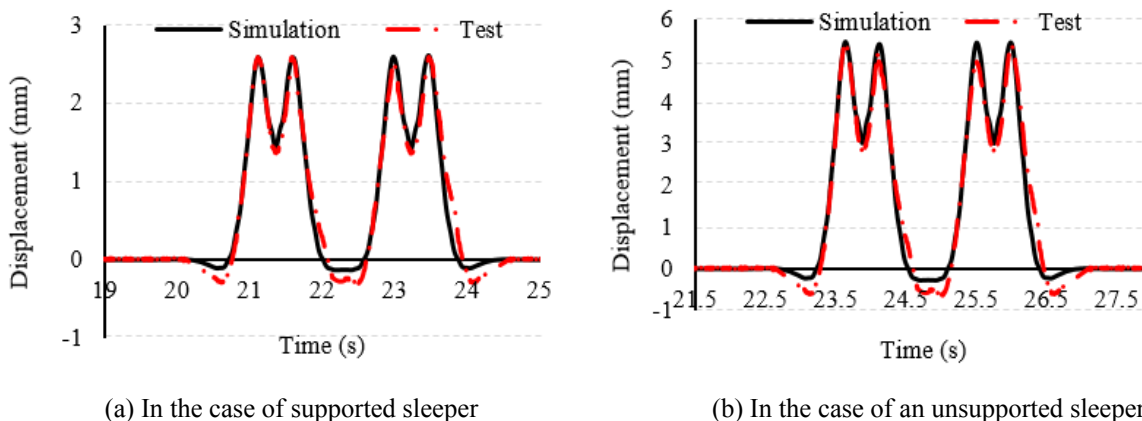 Simulation Test
Displacement (mm)
3
2
1
0
-1
19 20 21 22 23 24 25
Time (s)
(a) In the case of supported sleeper
Simulation Test
Displacement (mm)
6
5
4
3
2
1
0
-1
21.5 22.5 23.5 24.5 25.5 26.5 27.5
Time (s)
(b) In the case of an unsupported sleeper